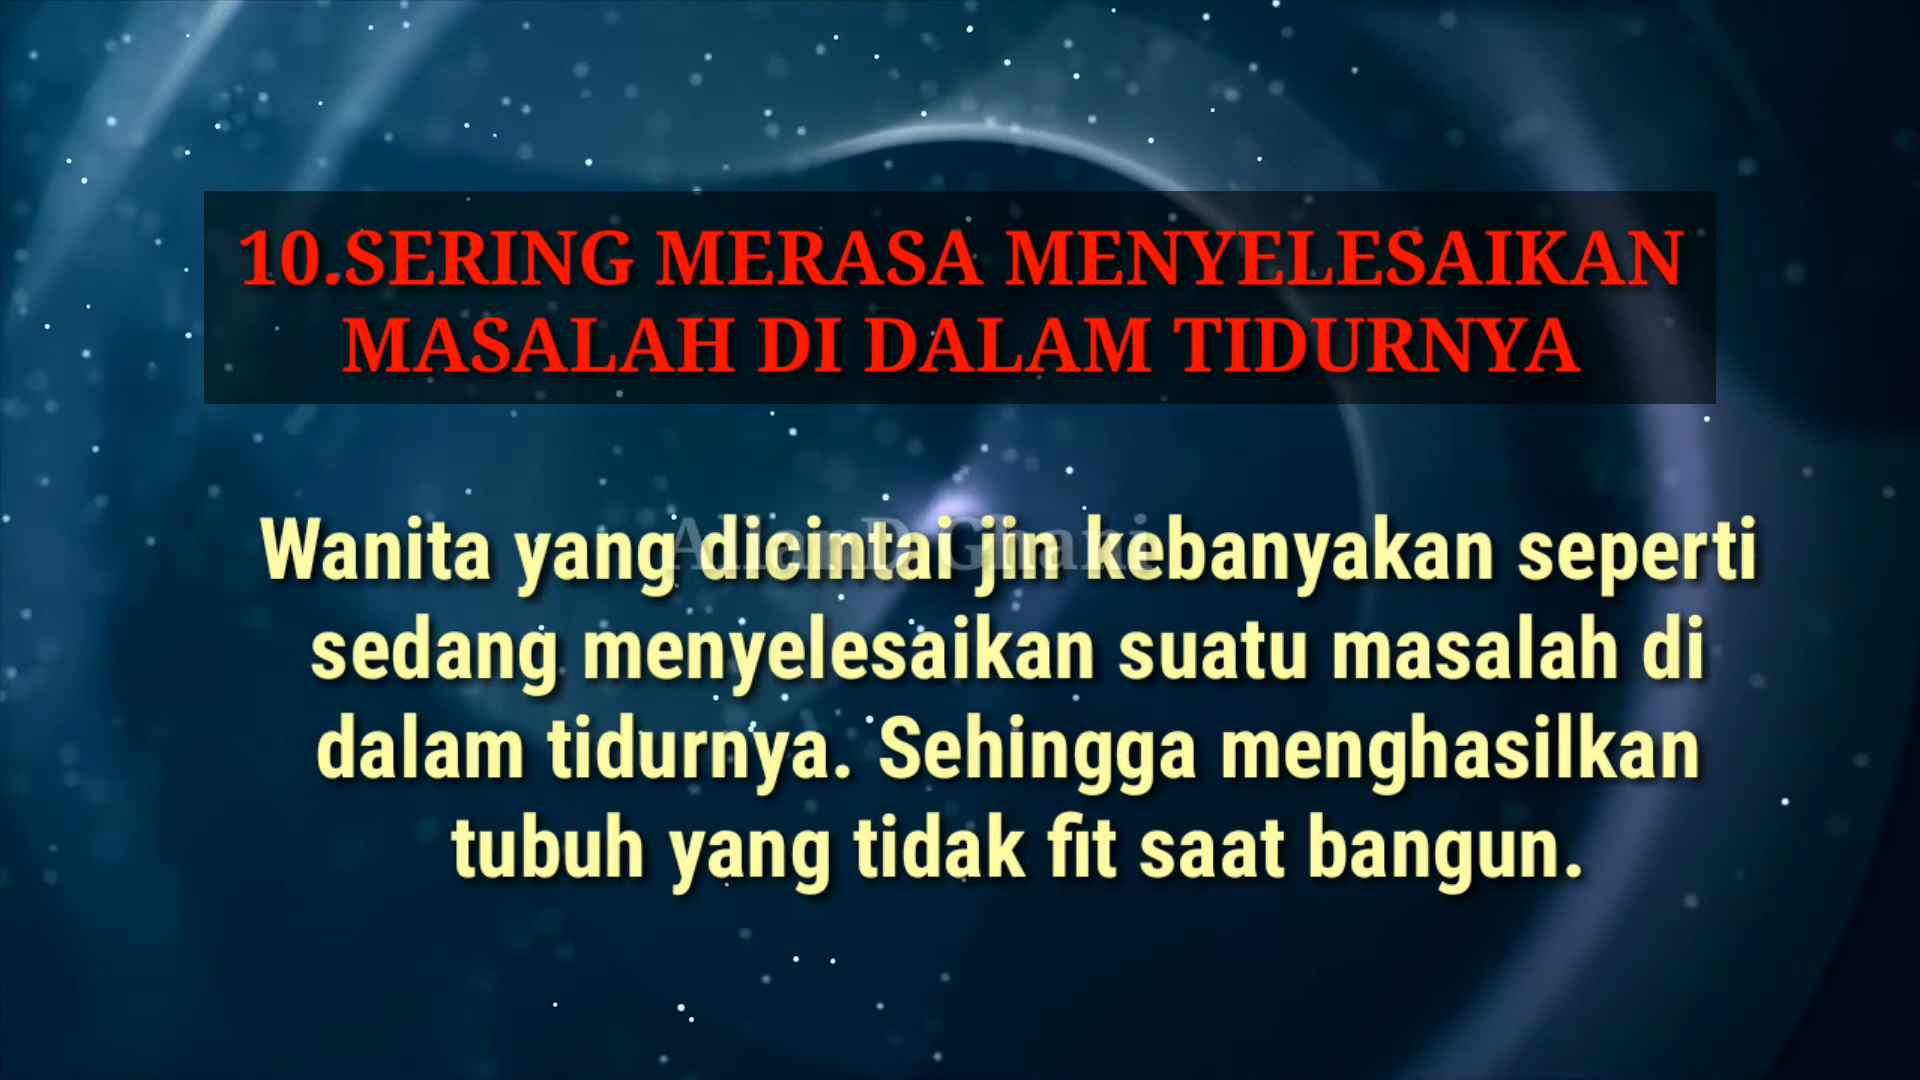 10.SERING MERASA MENYELESAIKAN
MASALAH DI DALAM TIDURNYA
Wanita yang dicintai jin kebanyakan seperti
sedang menyelesaikan suatu masalah di
dalam tidurnya. Sehingga menghasilkan
tubuh yang tidak fit saat bangun.